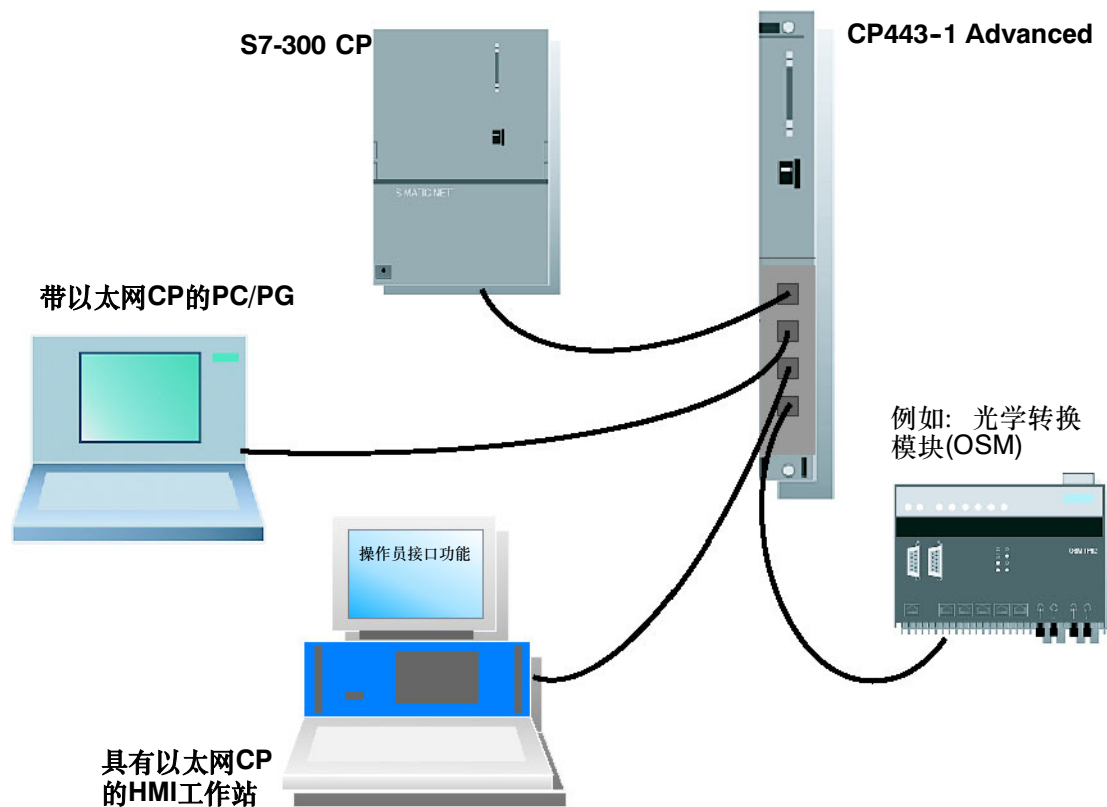 S7-300 CP
CP443-1 Advanced
SIMATIC NET
带以太网CP的PC/PG
例如: 光学转换
模块(OSM)
操作员接口功能
具有以太网CP
的HMI工作站